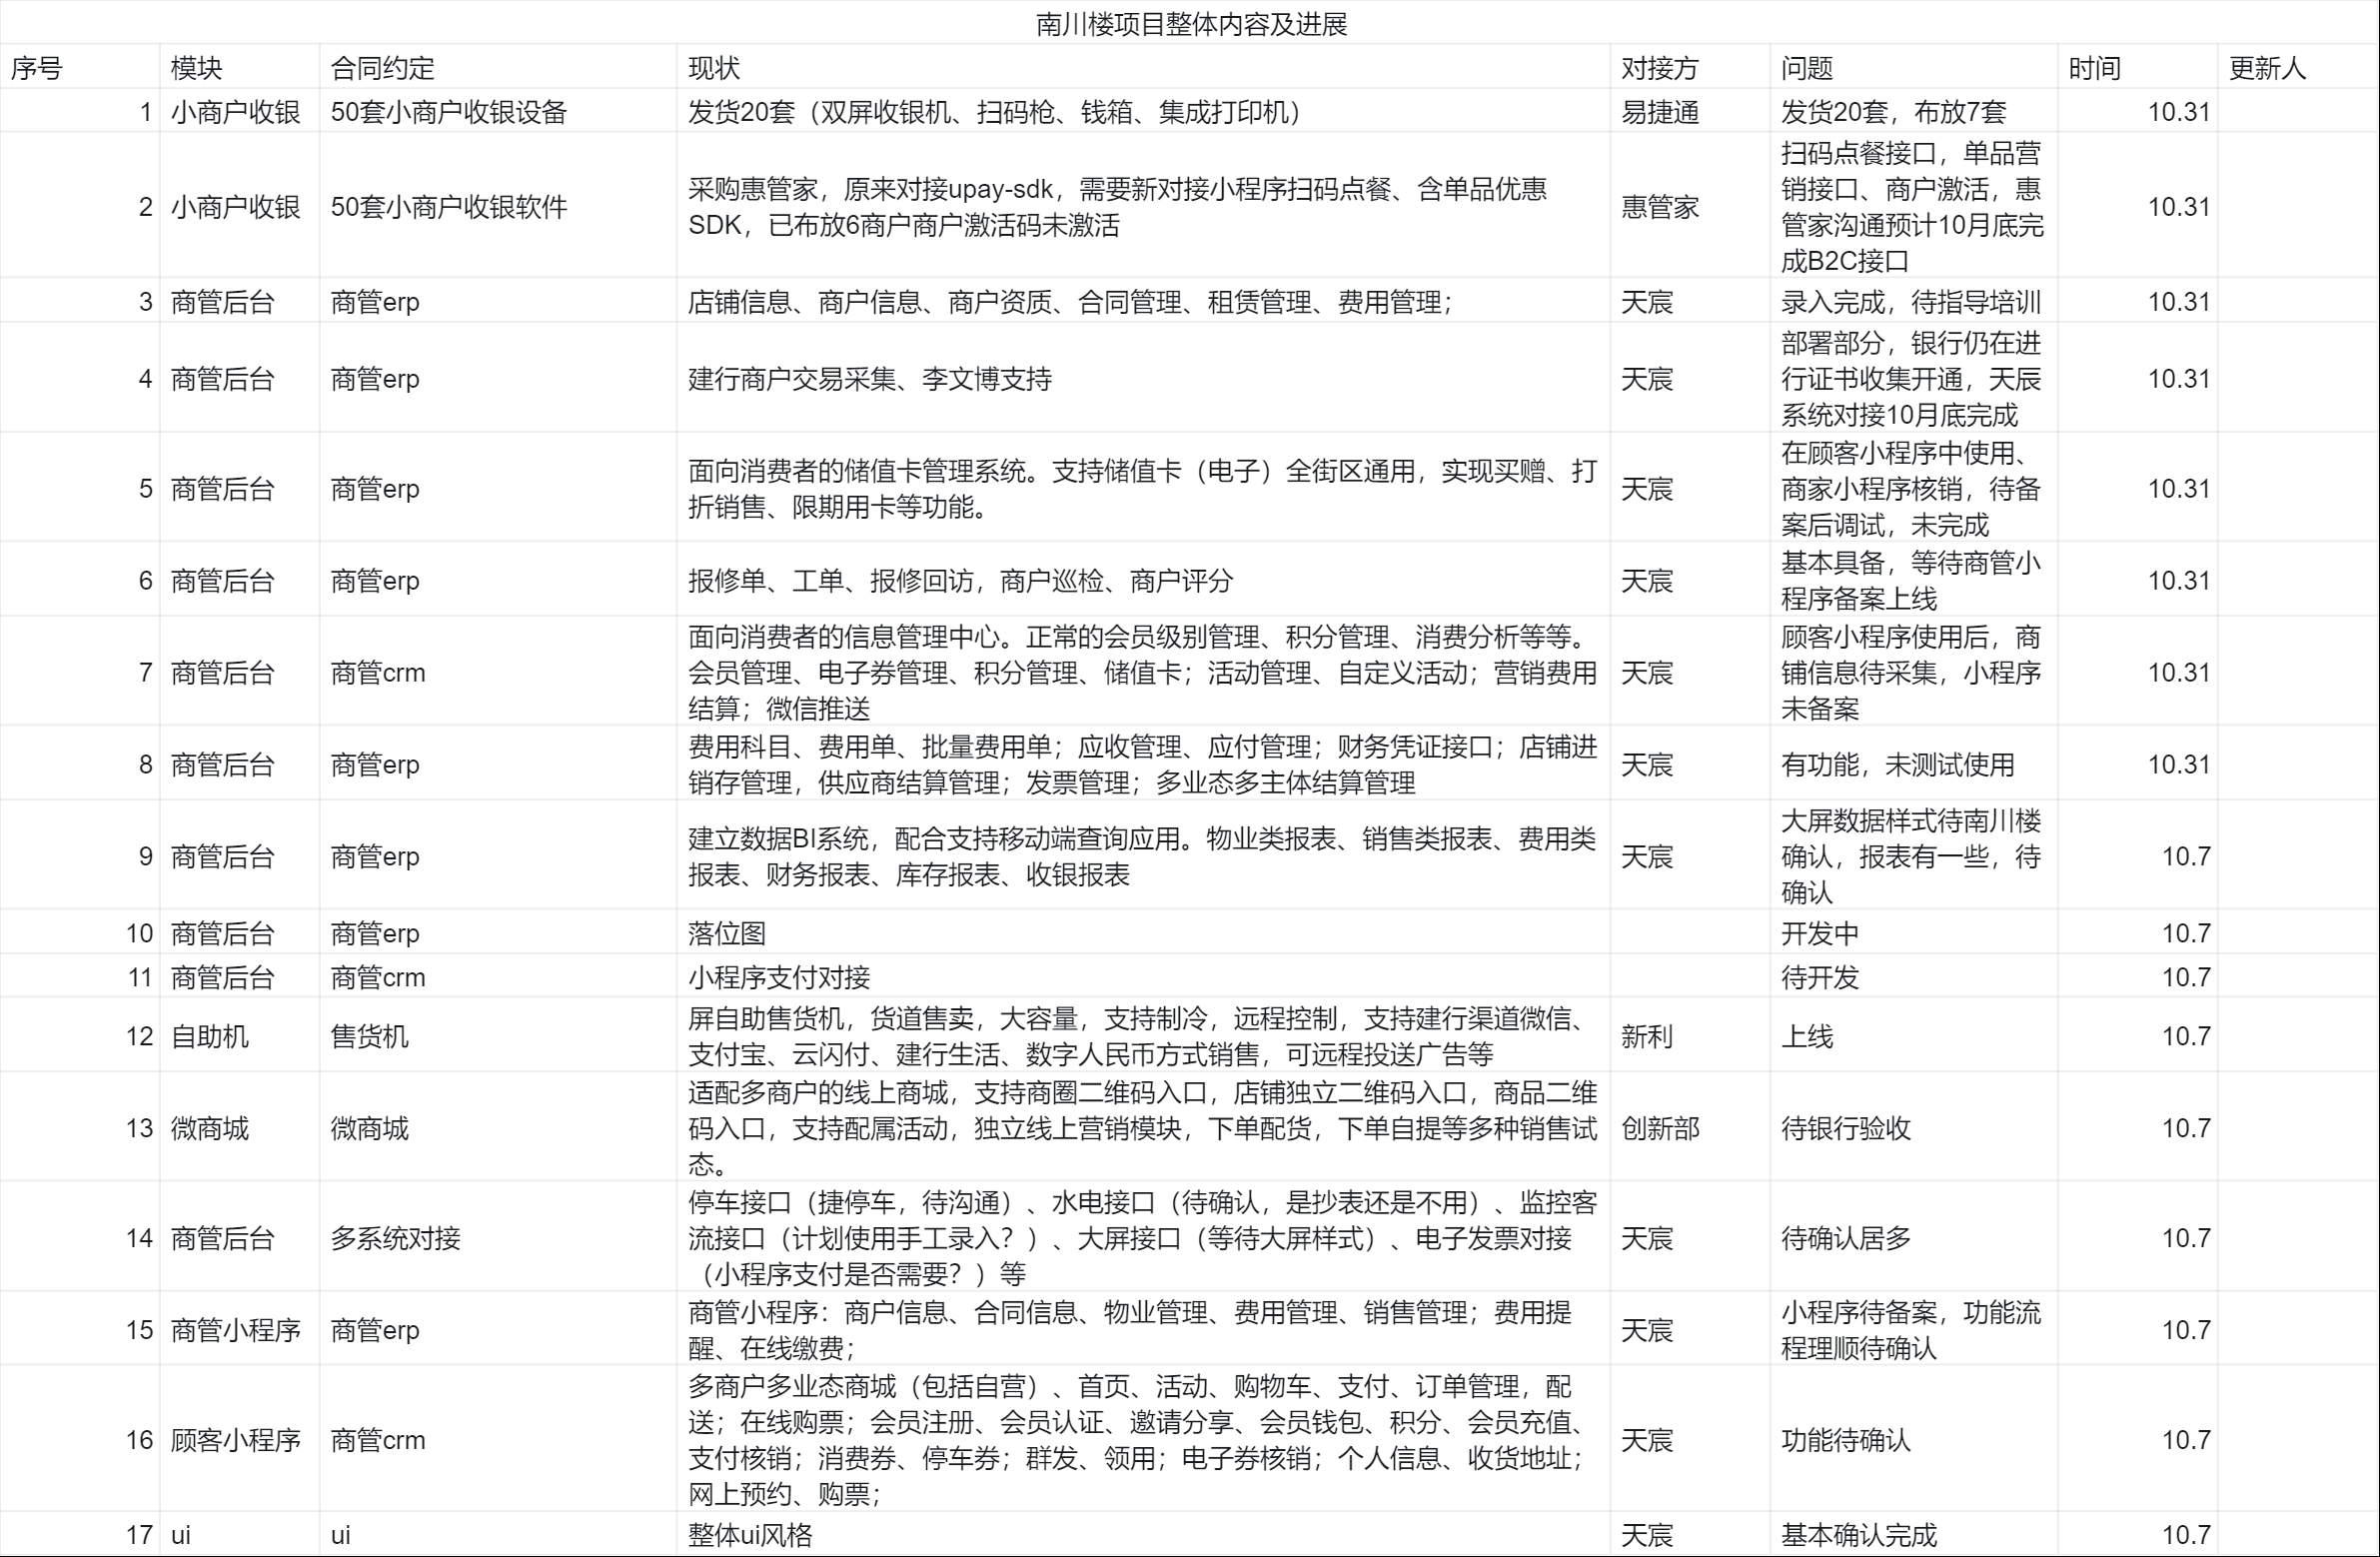 南川楼项目整体内容及进展
序号 模块 合同约定 现状 对接方 问题 时间 更新人
1 小商户收银 50套小商户收银设备 发货20套（双屏收银机、扫码枪、钱箱、集成打印机） 易捷通 发货20套，布放7套 10.31
2 小商户收银 50套小商户收银软件
采购惠管家，原来对接upay-sdk，需要新对接小程序扫码点餐、含单品优惠
SDK，已布放6商户商户激活码未激活
惠管家
扫码点餐接口，单品营
销接口、商户激活，惠
管家沟通预计10月底完
成B2C接口
10.31
3 商管后台 商管erp 店铺信息、商户信息、商户资质、合同管理、租赁管理、费用管理； 天宸 录入完成，待指导培训 10.31
4 商管后台 商管erp 建行商户交易采集、李文博支持 天宸
部署部分，银行仍在进
行证书收集开通，天辰
系统对接10月底完成
10.31
5 商管后台 商管erp
面向消费者的储值卡管理系统。支持储值卡（电子）全街区通用，实现买赠、打
折销售、限期用卡等功能。
天宸
在顾客小程序中使用、
商家小程序核销，待备
案后调试，未完成
10.31
6 商管后台 商管erp 报修单、工单、报修回访，商户巡检、商户评分 天宸
基本具备，等待商管小
程序备案上线
10.31
7 商管后台 商管crm
面向消费者的信息管理中心。正常的会员级别管理、积分管理、消费分析等等。
会员管理、电子券管理、积分管理、储值卡；活动管理、自定义活动；营销费用
结算；微信推送
天宸
顾客小程序使用后，商
铺信息待采集，小程序
未备案
10.31
8 商管后台 商管erp
费用科目、费用单、批量费用单；应收管理、应付管理；财务凭证接口；店铺进
销存管理，供应商结算管理；发票管理；多业态多主体结算管理
天宸 有功能，未测试使用 10.31
9 商管后台 商管erp
建立数据BI系统，配合支持移动端查询应用。物业类报表、销售类报表、费用类
报表、财务报表、库存报表、收银报表
天宸
大屏数据样式待南川楼
确认，报表有一些，待
确认
10.7
10 商管后台 商管erp 落位图 开发中 10.7
11 商管后台 商管crm 小程序支付对接 待开发 10.7
12 自助机 售货机
屏自助售货机，货道售卖，大容量，支持制冷，远程控制，支持建行渠道微信、
支付宝、云闪付、建行生活、数字人民币方式销售，可远程投送广告等
新利 上线 10.7
13 微商城 微商城
适配多商户的线上商城，支持商圈二维码入口，店铺独立二维码入口，商品二维
码入口，支持配属活动，独立线上营销模块，下单配货，下单自提等多种销售试
态。
创新部 待银行验收 10.7
14 商管后台 多系统对接
停车接口（捷停车，待沟通）、水电接口（待确认，是抄表还是不用）、监控客
流接口（计划使用手工录入？）、大屏接口（等待大屏样式）、电子发票对接
（小程序支付是否需要？）等
天宸 待确认居多 10.7
15 商管小程序 商管erp
商管小程序：商户信息、合同信息、物业管理、费用管理、销售管理；费用提
醒、在线缴费；
天宸
小程序待备案，功能流
程理顺待确认
10.7
16 顾客小程序 商管crm
多商户多业态商城（包括自营）、首页、活动、购物车、支付、订单管理，配
送；在线购票；会员注册、会员认证、邀请分享、会员钱包、积分、会员充值、
支付核销；消费券、停车券；群发、领用；电子券核销；个人信息、收货地址；
网上预约、购票；
天宸 功能待确认 10.7
17 ui ui 整体ui风格 天宸 基本确认完成 10.7